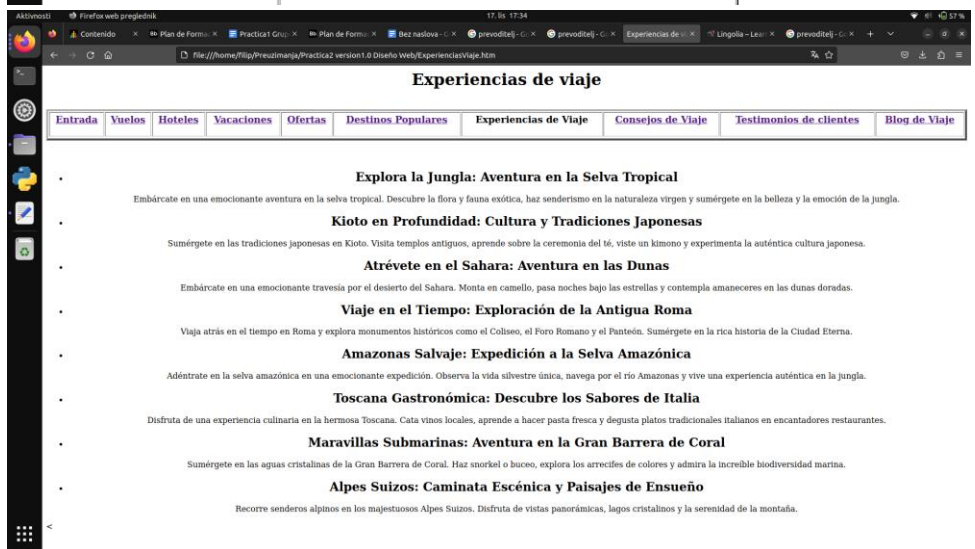 Aktivnosti Firefox web preglednik 17. lis 17:34 57 %
Contenido Plan de Forma Practica1 Gru Plan de Forma Bez naslova - G prevoditelj - G prevoditelj - G Experiencias de vi Lingolia – Lear prevoditelj - G
file:///home/filip/Preuzimanja/Practica2 version1.0 Diseño Web/ExperienciasViaje.htm
Experiencias de viaje
Entrada Vuelos Hoteles Vacaciones Ofertas Destinos Populares Experiencias de Viaje Consejos de Viaje Testimonios de clientes Blog de Viaje
• Explora la Jungla: Aventura en la Selva Tropical
Embárcate en una emocionante aventura en la selva tropical. Descubre la flora y fauna exótica, haz senderismo en la naturaleza virgen y sumérgete en la belleza y la emoción de la jungla.
• Kioto en Profundidad: Cultura y Tradiciones Japonesas
Sumérgete en las tradiciones japonesas en Kioto. Visita templos antiguos, aprende sobre la ceremonia del té, viste un kimono y experimenta la auténtica cultura japonesa.
• Atrévete en el Sahara: Aventura en las Dunas
Embárcate en una emocionante travesía por el desierto del Sahara. Monta en camello, pasa noches bajo las estrellas y contempla amaneceres en las dunas doradas.
• Viaje en el Tiempo: Exploración de la Antigua Roma
Viaja atrás en el tiempo en Roma y explora monumentos históricos como el Coliseo, el Foro Romano y el Panteón. Sumérgete en la rica historia de la Ciudad Eterna.
• Amazonas Salvaje: Expedición a la Selva Amazónica
Adéntrate en la selva amazónica en una emocionante expedición. Observa la vida silvestre única, navega por el río Amazonas y vive una experiencia auténtica en la jungla.
• Toscana Gastronómica: Descubre los Sabores de Italia
Disfruta de una experiencia culinaria en la hermosa Toscana. Cata vinos locales, aprende a hacer pasta fresca y degusta platos tradicionales italianos en encantadores restaurantes.
• Maravillas Submarinas: Aventura en la Gran Barrera de Coral
Sumérgete en las aguas cristalinas de la Gran Barrera de Coral. Haz snorkel o buceo, explora los arrecifes de colores y admira la increíble biodiversidad marina.
• Alpes Suizos: Caminata Escénica y Paisajes de Ensueño
Recorre senderos alpinos en los majestuosos Alpes Suizos. Disfruta de vistas panorámicas, lagos cristalinos y la serenidad de la montaña.
<